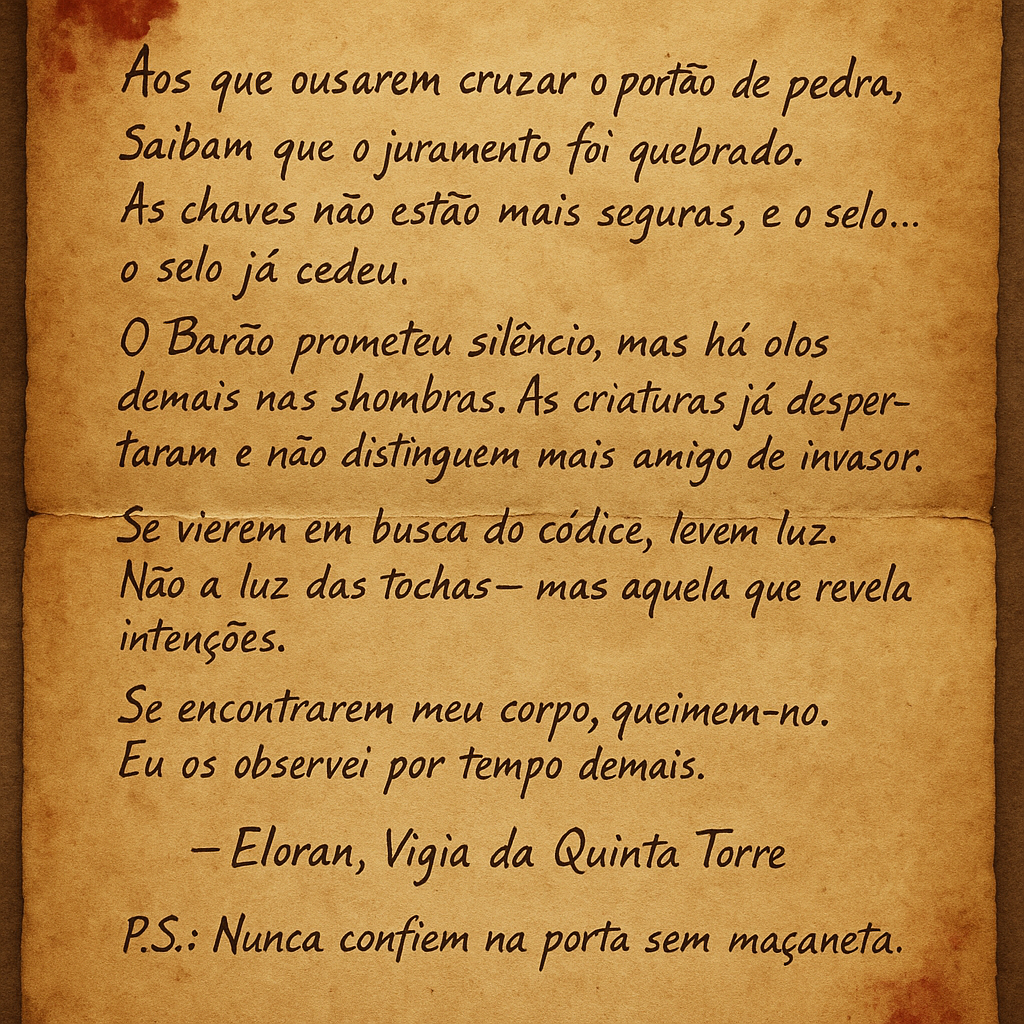 Aos que ousarem cruzar o portão de pedra,
Saibam que o juramento foi quebrado.
As chaves não estão mais seguras, e o selo...
o selo já cedeu.
O Barão prometeu silêncio, mas há olos
demais nas shombras. As criaturas já desper-
taram e não distinguem mais amigo de invasor.
Se vierem em busca do códice, levem luz.
Não a luz das tochas— mas aquela que revela
intenções.
Se encontrarem meu corpo, queimem-no.
Eu os observei por tempo demais.
— Eloran, Vigia da Quinta Torre
P.S.: Nunca confiem na porta sem maçaneta.